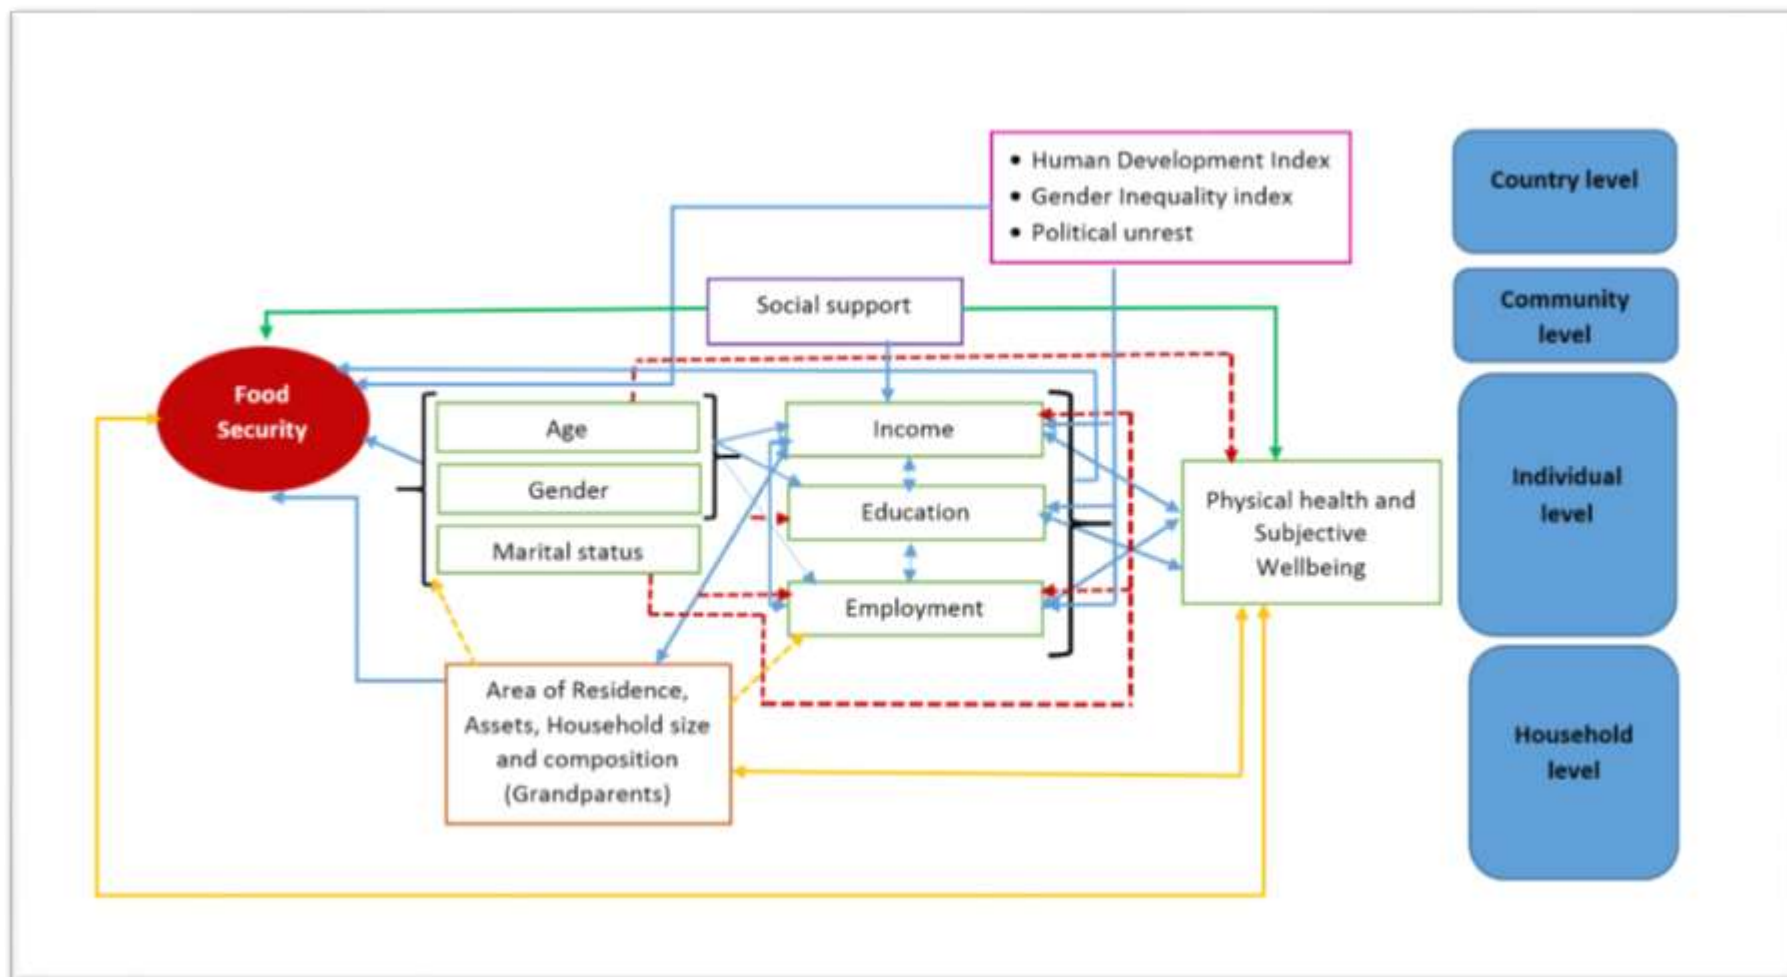 • Human Development Index
• Gender Inequality index
• Political unrest
Country level
Social support
Community
level
Food
Security
Age
Gender
Marital status
Income
Education
Employment
Physical health and
Subjective
Wellbeing
Individual
level
Area of Residence,
Assets, Household size
and composition
(Grandparents)
Household
level